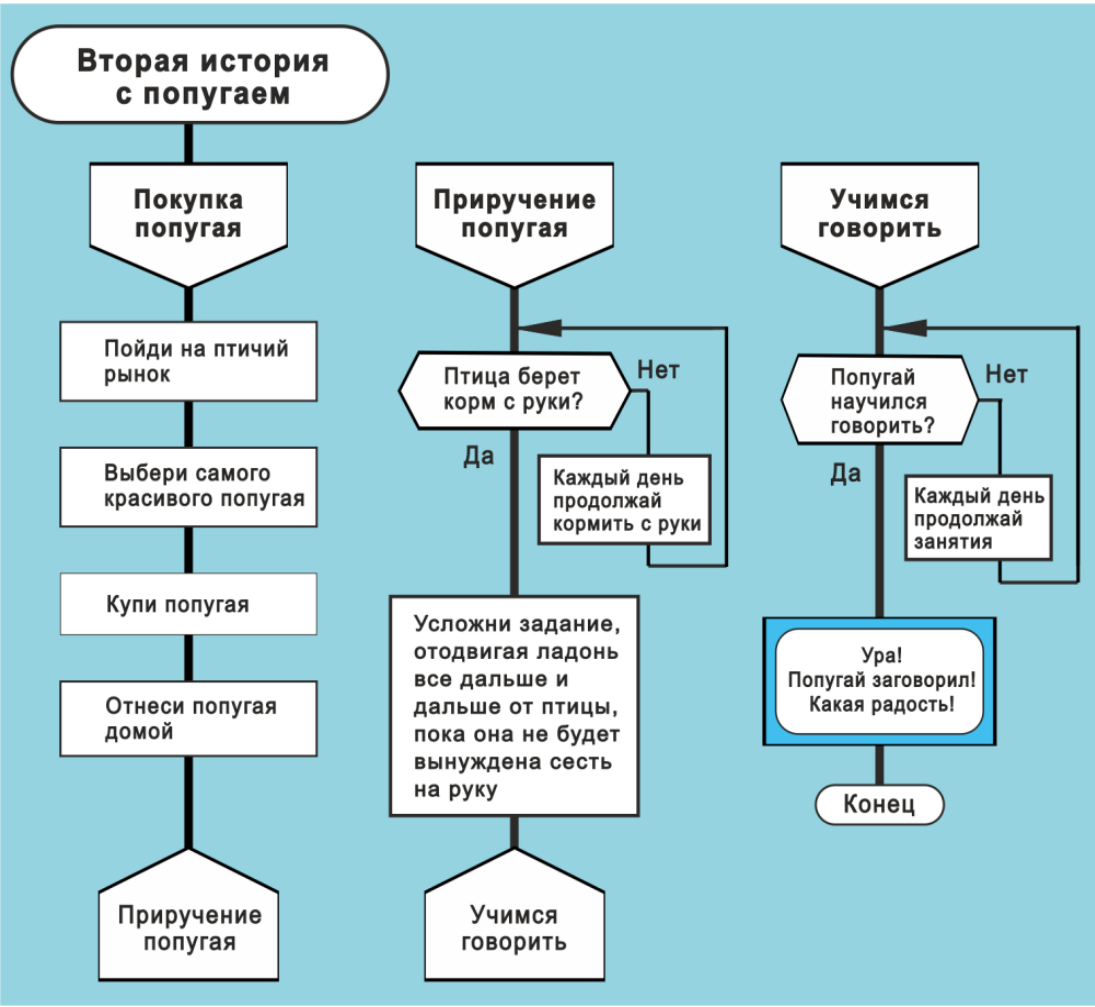 Вторая история
с попугаем
Покупка
попугая
Пойди на птичий
рынок
Выбери самого
красивого попугая
Купи попугая
Отнеси попугая
домой
Приручение
попугая
Приручение
попугая
Птица берет
корм с руки?
Нет
Да
Каждый день
продолжай
кормить с руки
Усложни задание,
отодвигая ладонь
все дальше и
дальше от птицы,
пока она не будет
вынуждена сесть
на руку
Учимся
говорить
Учимся
говорить
Попугай
научился
говорить?
Нет
Да
Каждый день
продолжай
занятия
Ура!
Попугай заговорил!
Какая радость!
Конец